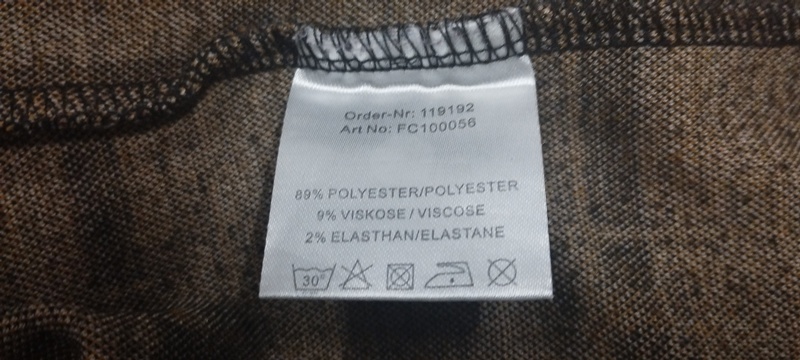 Order-Nr: 119192
Art No: FC100056
89% POLYESTER/POLYESTER
9% VISKOSE / VISCOSE
2% ELASTHAN/ELASTANE
30°